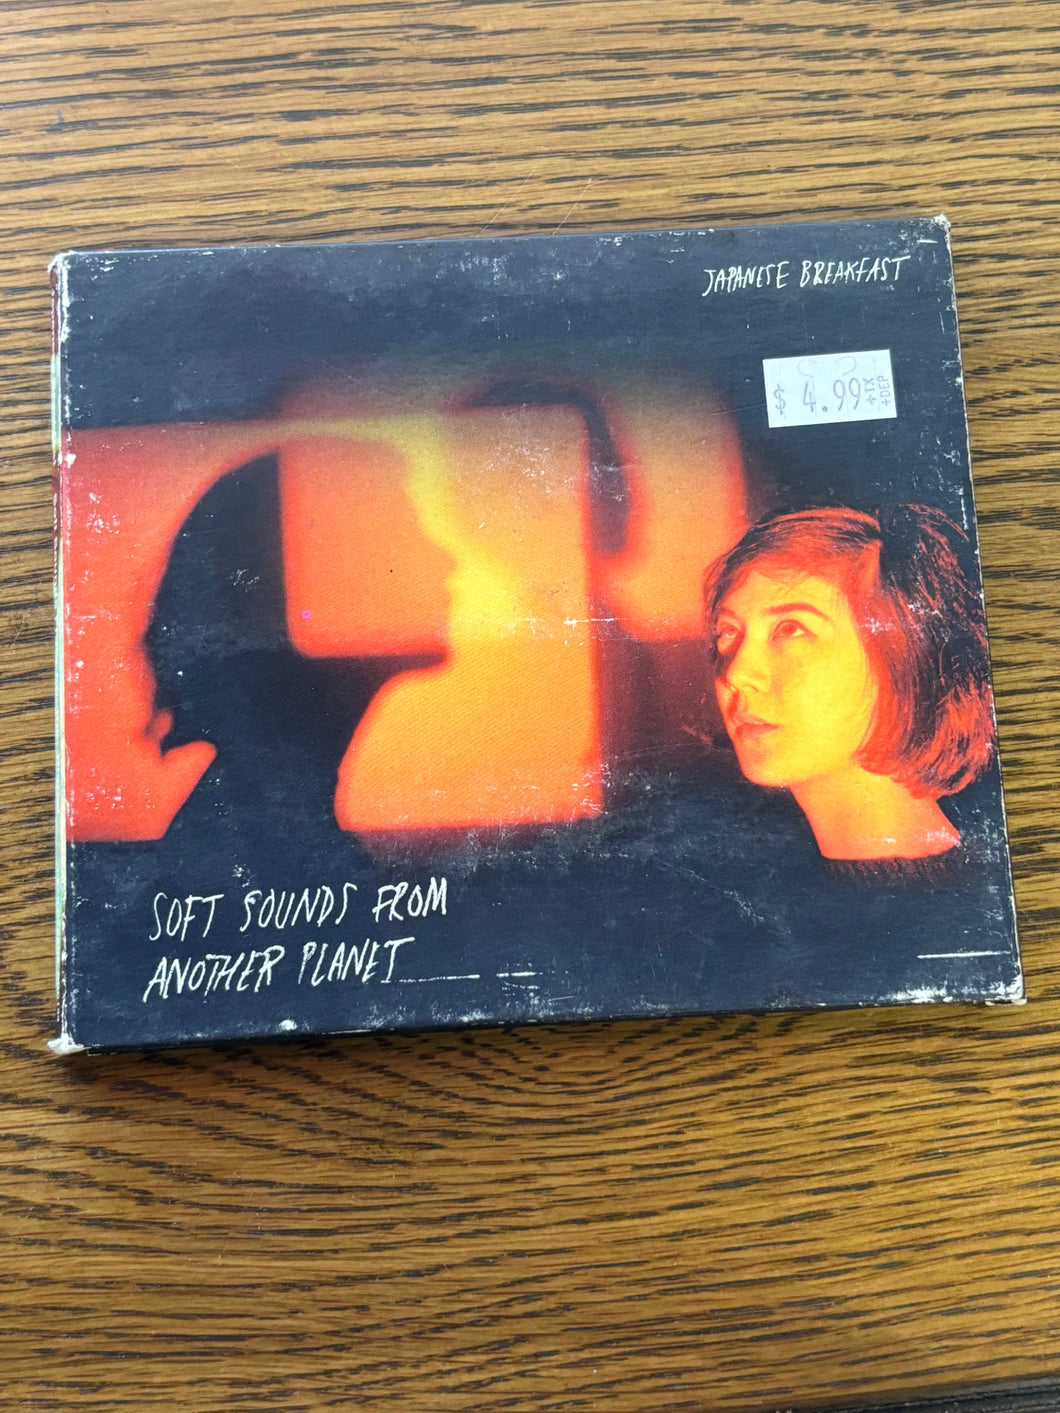 JAPANESE BREAKFAST
$ 4.99
+TX
+DEP
SOFT SOUNDS FROM
ANOTHER PLANET